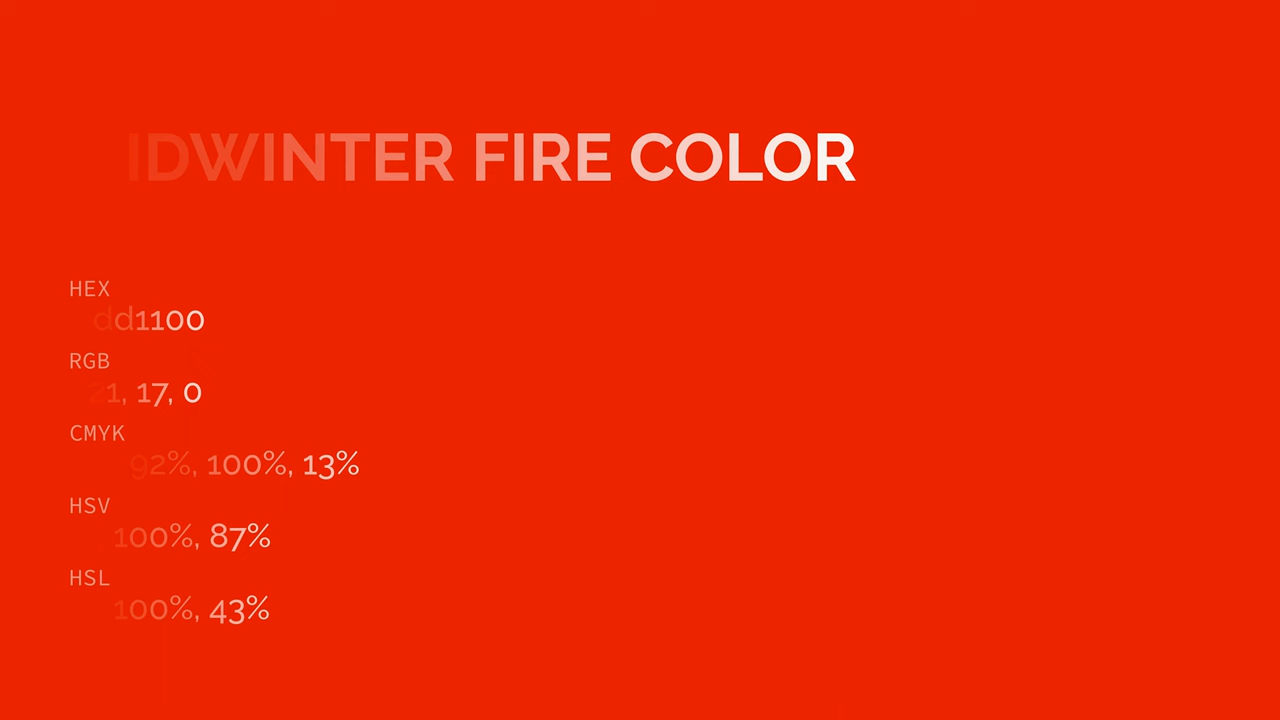 IDWINTER FIRE COLOR
HEX
dd1100
RGB
21, 17, 0
CMYK
92%, 100%, 13%
HSV
100%, 87%
HSL
100%, 43%